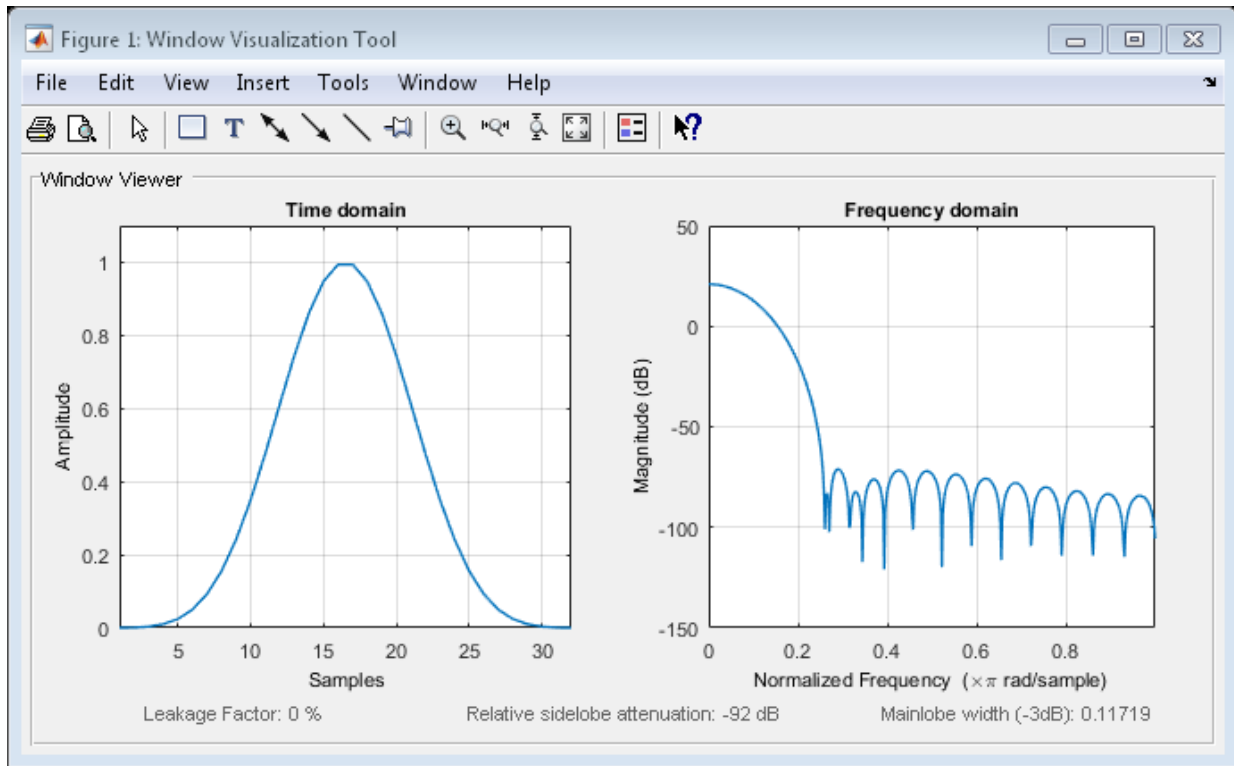 Figure 1: Window Visualization Tool
File Edit View Insert Tools Window Help
T
?
Window Viewer
Time domain
Amplitude
1
0.8
0.6
0.4
0.2
0
5 10 15 20 25 30
Samples
Frequency domain
Magnitude (dB)
50
0
-50
-100
-150
0 0.2 0.4 0.6 0.8
Normalized Frequency (×π rad/sample)
Leakage Factor: 0 % Relative sidelobe attenuation: -92 dB Mainlobe width (-3dB): 0.11719